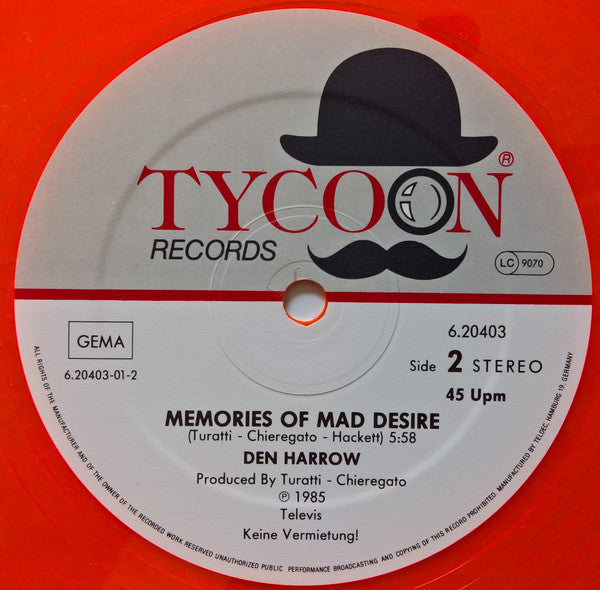 TYCOON®
RECORDS
LC 9070
GEMA
6.20403-01-2
6.20403
Side 2 STEREO
45 Upm
MEMORIES OF MAD DESIRE
(Turatti - Chieregato - Hackett) 5:58
DEN HARROW
Produced By Turatti - Chieregato
℗ 1985
Televis
Keine Vermietung!
ALL RIGHTS OF THE MANUFACTURER AND OF THE OWNER OF THE RECORDED WORK RESERVED UNAUTHORIZED PUBLIC PERFORMANCE BROADCASTING AND COPYING OF THIS RECORD PROHIBITED. MANUFACTURED BY TELDEC, HAMBURG 19, GERMANY